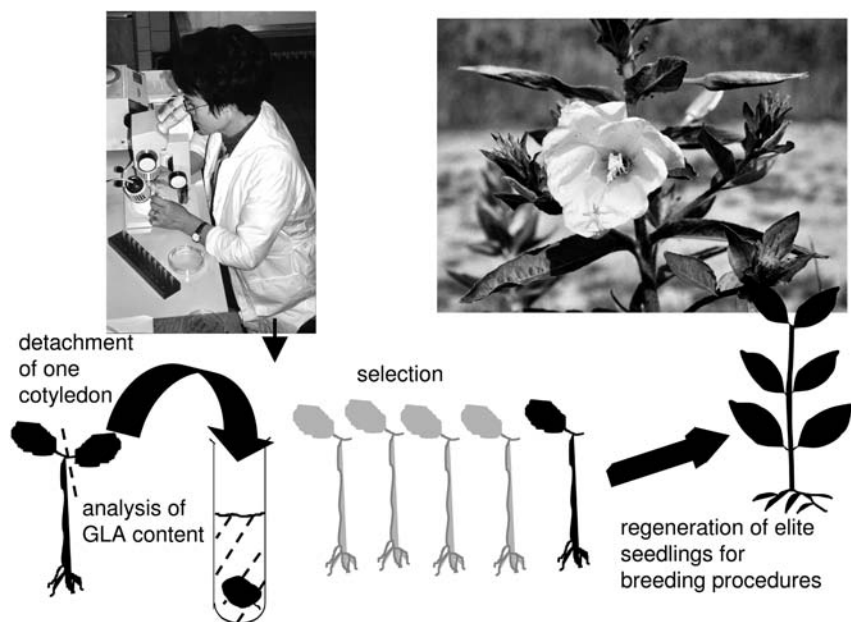 detachment
of one
cotyledon
analysis of
GLA content
selection
regeneration of elite
seedlings for
breeding procedures